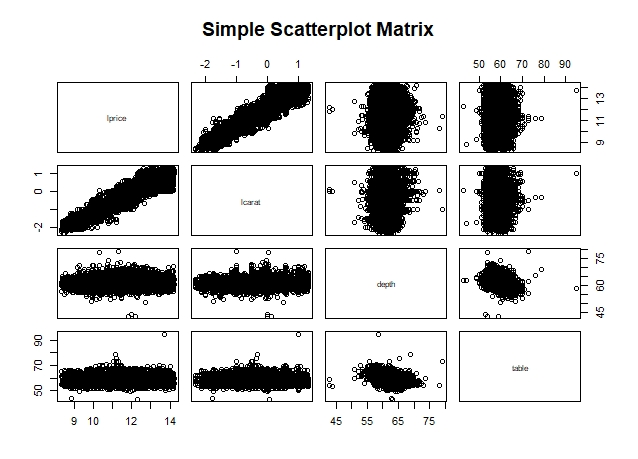 Simple Scatterplot Matrix
-2 -1 0 1
50 60 70 80 90
lprice
9 11 13
-2 0 1
lcarat
depth
45 60 75
50 70 90
table
9 10 12 14
45 55 65 75